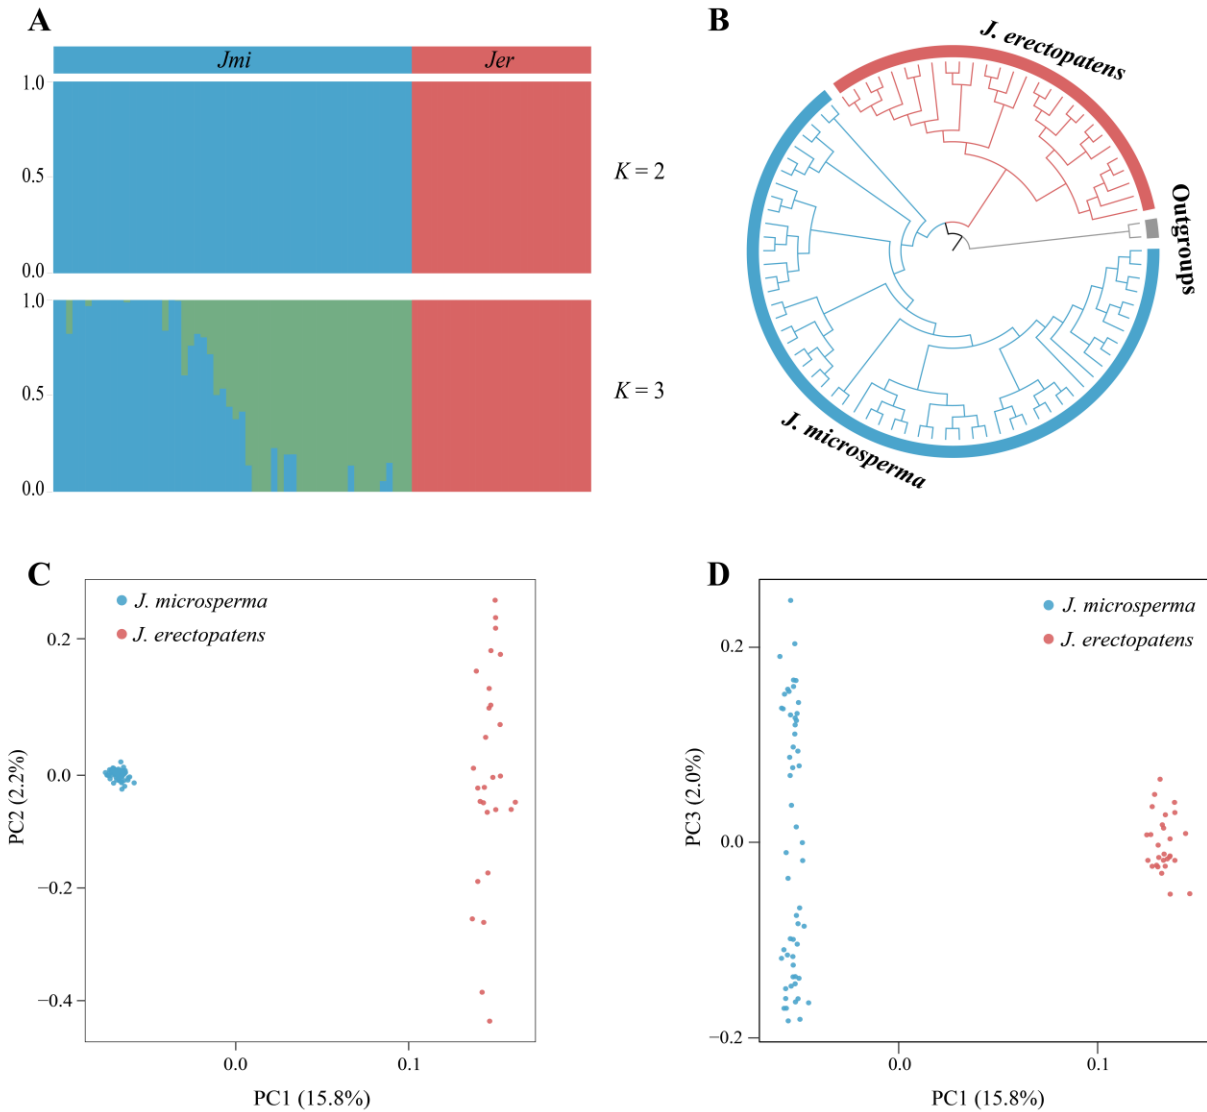 A
Jmi
Jer
1.0
0.5
0.0
K = 2
1.0
0.5
0.0
K = 3
B
J. erectopatens
Outgroups
J. microsperma
C
J. microsperma
J. erectopatens
0.2
0.0
−0.2
−0.4
PC2 (2.2%)
0.0
0.1
PC1 (15.8%)
D
J. microsperma
J. erectopatens
0.2
0.0
−0.2
PC3 (2.0%)
0.0
0.1
PC1 (15.8%)